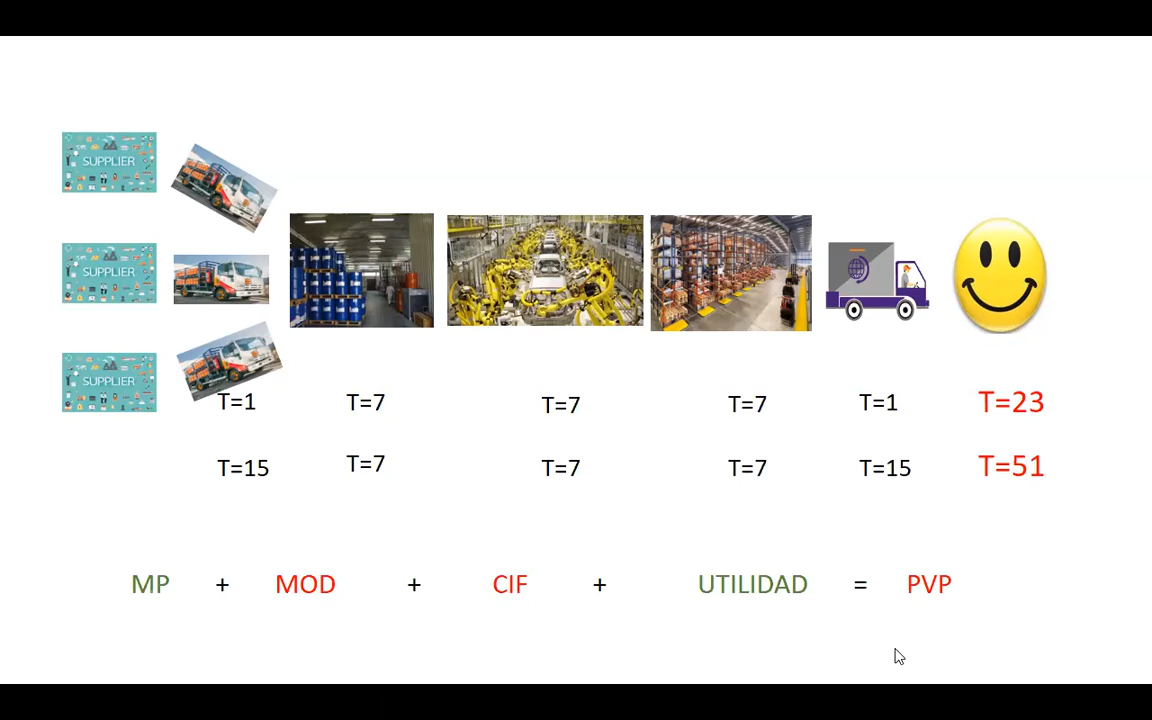 SUPPLIER
SUPPLIER
SUPPLIER
T=1 T=7 T=7 T=7 T=1 T=23
T=15 T=7 T=7 T=7 T=15 T=51
MP + MOD + CIF + UTILIDAD = PVP